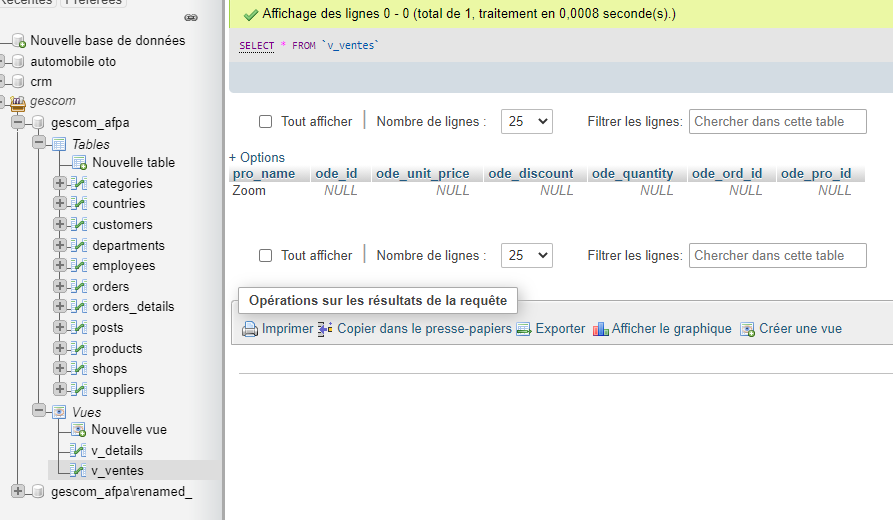 Récentes Préférées
Nouvelle base de données
automobile oto
crm
gescom
gescom_afpa
Tables
Nouvelle table
categories
countries
customers
departments
employees
orders
orders_details
posts
products
shops
suppliers
Vues
Nouvelle vue
v_details
v_ventes
gescom_afpa\renamed_
Affichage des lignes 0 - 0 (total de 1, traitement en 0,0008 seconde(s).)
SELECT * FROM `v_ventes`
Tout afficher Nombre de lignes : 25 Filtrer les lignes: Chercher dans cette table
+ Options
pro_name ode_id ode_unit_price ode_discount ode_quantity ode_ord_id ode_pro_id
Zoom NULL NULL NULL NULL NULL NULL
Tout afficher Nombre de lignes : 25 Filtrer les lignes: Chercher dans cette table
Opérations sur les résultats de la requête
Imprimer Copier dans le presse-papiers Exporter Afficher le graphique Créer une vue